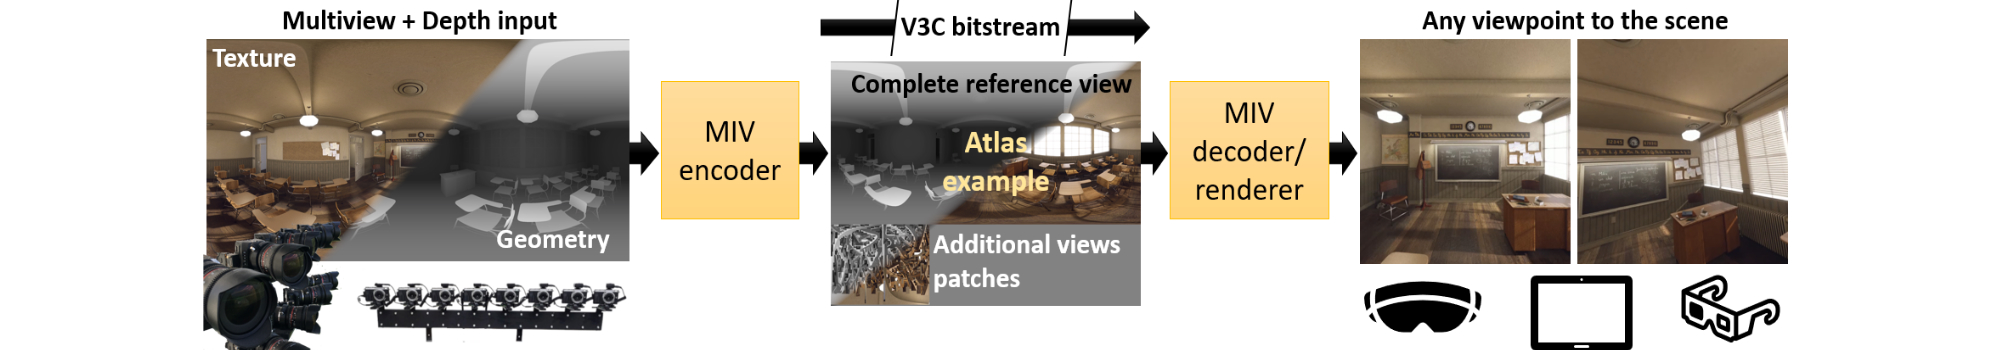 Multiview + Depth input
Texture
Geometry
MIV
encoder
V3C bitstream
Complete reference view
Atlas
example
Additional views
patches
MIV
decoder/
renderer
Any viewpoint to the scene